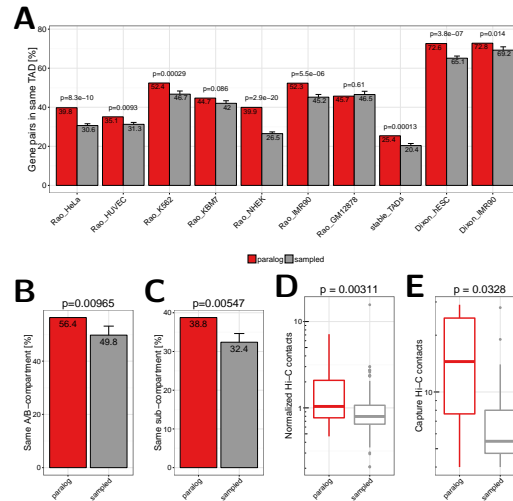 A
Gene pairs in same TAD [%]
80
60
40
20
0
p=8.3e−10
p=0.0093
p=0.00029
p=0.086
p=2.9e−20
p=5.5e−06
p=0.61
p=0.00013
p=3.8e−07
p=0.014
39.8
30.6
35.1
31.3
52.4
46.7
44.7
42
39.9
26.5
52.3
45.2
45.7
46.5
25.4
20.4
72.6
65.1
72.8
69.2
Rao_HeLa
Rao_HUVEC
Rao_K562
Rao_KBM7
Rao_NHEK
Rao_IMR90
Rao_GM12878
stable_TADs
Dixon_hESC
Dixon_IMR90
paralog
sampled
B
p=0.00965
Same A/B−compartment [%]
40
20
0
56.4
49.8
paralog
sampled
C
p=0.00547
Same sub−compartment [%]
40
30
20
10
0
38.8
32.4
paralog
sampled
D
p = 0.00311
Normalized Hi−C contacts
10
1
paralog
sampled
E
p = 0.0328
Capture Hi−C contacts
10
paralog
sampled